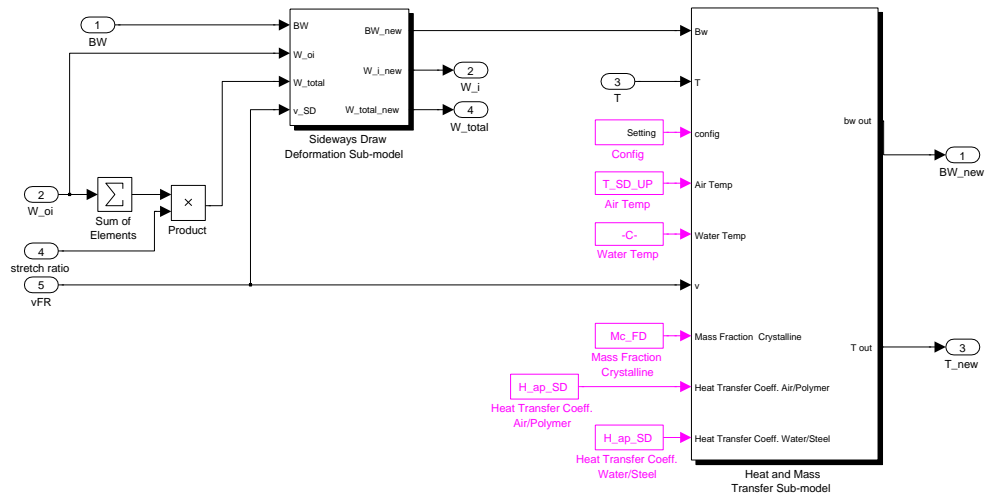 1
BW
BW
W_oi
W_total
v_SD
BW_new
W_i_new
W_total_new
Sideways Draw
Deformation Sub-model
2
W_i
4
W_total
2
W_oi
Sum of
Elements
×
Product
4
stretch ratio
5
vFR
3
T
Setting
Config
T_SD_UP
Air Temp
-C-
Water Temp
Mc_FD
Mass Fraction
Crystalline
H_ap_SD
Heat Transfer Coeff.
Air/Polymer
H_ap_SD
Heat Transfer Coeff.
Water/Steel
Bw
T
config
Air Temp
Water Temp
v
Mass Fraction Crystalline
Heat Transfer Coeff. Air/Polymer
Heat Transfer Coeff. Water/Steel
bw out
T out
Heat and Mass
Transfer Sub-model
1
BW_new
3
T_new